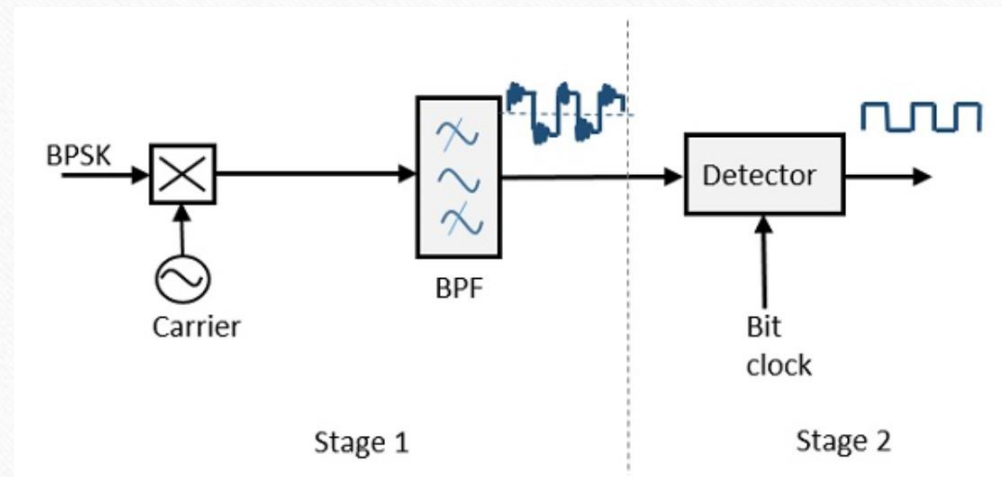 BPSK
Carrier
BPF
Detector
Bit
clock
Stage 1
Stage 2